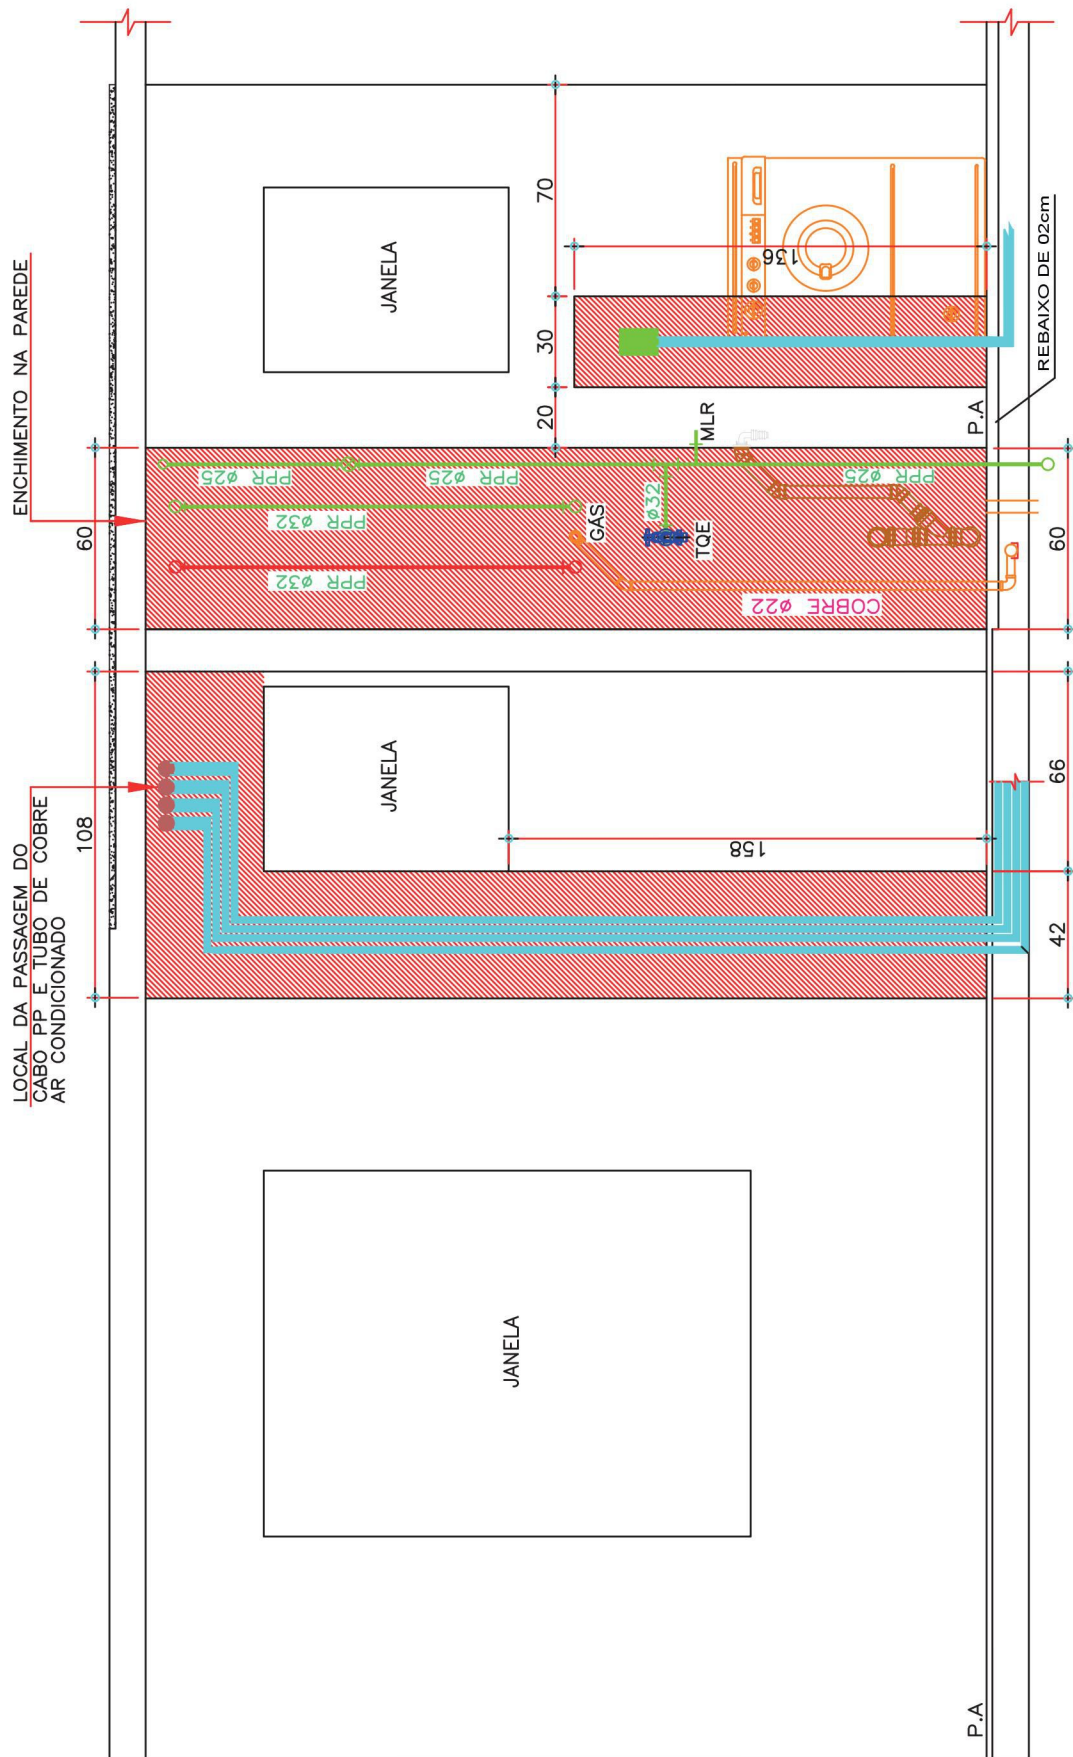 LOCAL DA PASSAGEM DO
CABO PP E TUBO DE COBRE
AR CONDICIONADO
ENCHIMENTO NA PAREDE
108
60
JANELA
JANELA
JANELA
PPR ø32
PPR ø32
PPR ø25
PPR ø25
PPR ø25
ø32
GÁS
TQE
MLR
COBRE ø22
20
30
70
136
158
P.A
P.A
REBAIXO DE 02cm
42
66
60